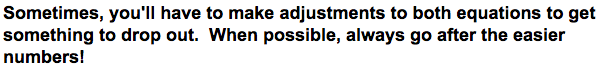 Sometimes, you'll have to make adjustments to both equations to get
something to drop out.  When possible, always go after the easier
numbers!